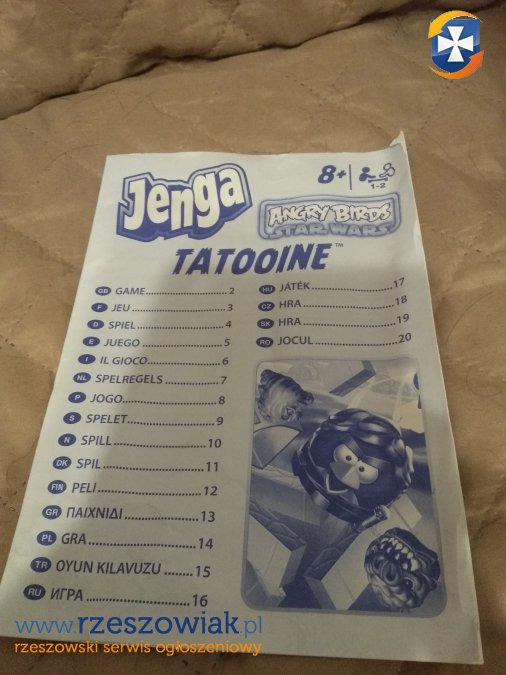 Jenga
8+
1-2
ANGRY BIRDS
STAR WARS
TATOOINE™
GB GAME 2
F JEU 3
D SPIEL 4
E JUEGO 5
I IL GIOCO 6
NL SPELREGELS 7
P JOGO 8
S SPELET 9
N SPILL 10
DK SPIL 11
FIN PELI 12
GR ΠΑΙΧΝΙΔΙ 13
PL GRA 14
TR OYUN KILAVUZU 15
RU ИГРА 16
HU JÁTÉK 17
CZ HRA 18
SK HRA 19
RO JOCUL 20
www.rzeszowiak.pl
rzeszowski serwis ogłoszeniowy